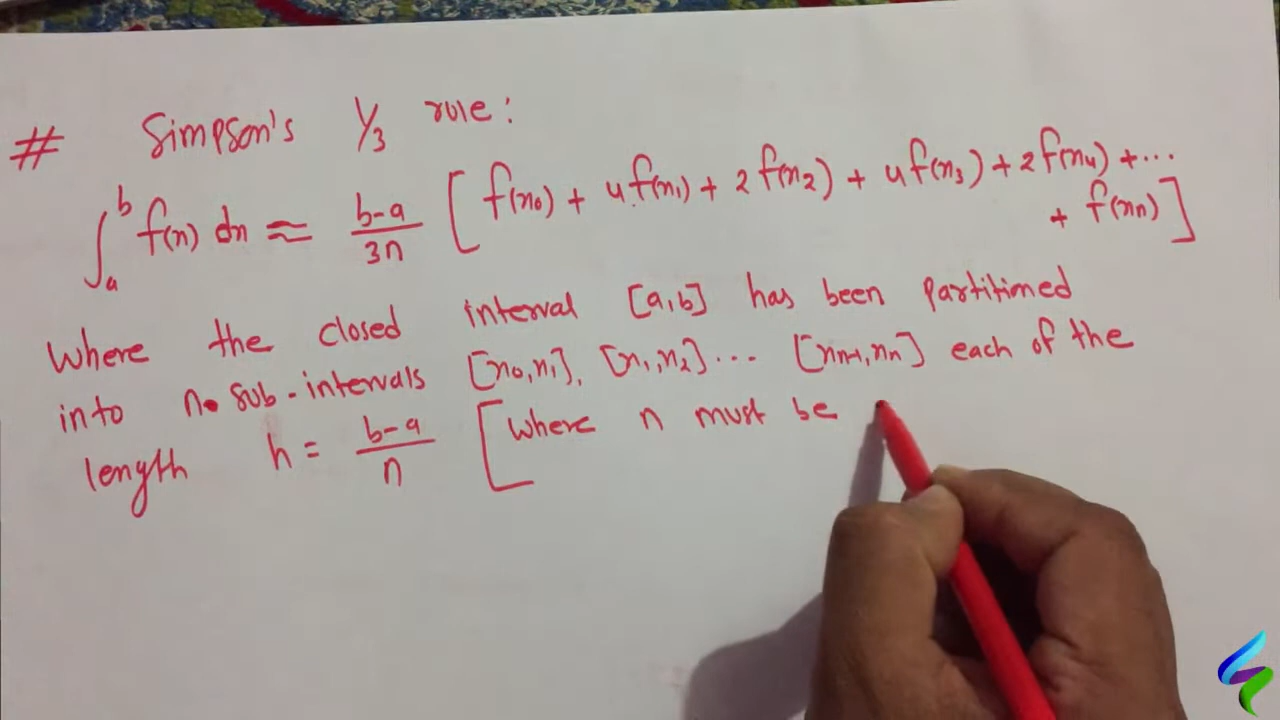 # Simpson's 1/3 rule:
∫ₐᵇ f(x) dx ≈ (b-a)/(3n) [f(x₀) + 4f(x₁) + 2f(x₂) + 4f(x₃) + 2f(x₄) + ...
+ f(xₙ)]
Where the closed interval [a,b] has been partitioned
into n sub-intervals [x₀,x₁], [x₁,x₂]... [xₙ₋₁,xₙ] each of the
length h = (b-a)/n [where n must be